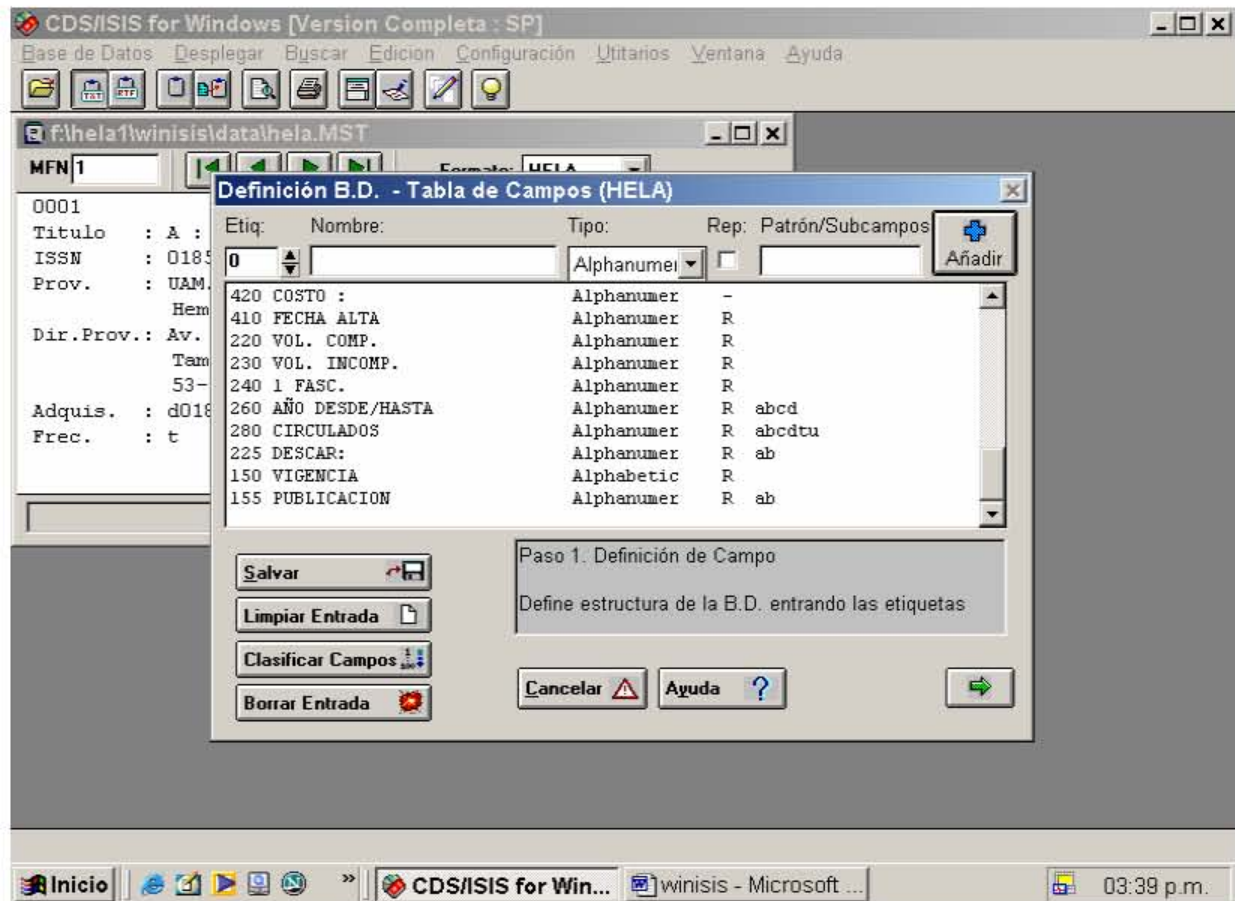 CDS/ISIS for Windows [Version Completa : SP]
Base de Datos Desplegar Buscar Edicion Configuración Utitarios Ventana Ayuda
TXT RTF
f:\hela1\winisis\data\hela.MST
MFN 1 Formato: HELA
0001
Titulo : A :
ISSN : 0185
Prov. : UAM.
Hem
Dir.Prov.: Av.
Tam
53-
Adquis. : d018
Frec. : t
Definición B.D. - Tabla de Campos (HELA)
Etiq: Nombre: Tipo: Rep: Patrón/Subcampos
0 Alphanumer
Añadir
420 COSTO : Alphanumer -
410 FECHA ALTA Alphanumer R
220 VOL. COMP. Alphanumer R
230 VOL. INCOMP. Alphanumer R
240 1 FASC. Alphanumer R
260 AÑO DESDE/HASTA Alphanumer R abcd
280 CIRCULADOS Alphanumer R abcdtu
225 DESCAR: Alphanumer R ab
150 VIGENCIA Alphabetic R
155 PUBLICACION Alphanumer R ab
Salvar
Limpiar Entrada
Clasificar Campos
Borrar Entrada
Paso 1. Definición de Campo
Define estructura de la B.D. entrando las etiquetas
Cancelar Ayuda ?
Inicio » CDS/ISIS for Win... winisis - Microsoft ... 03:39 p.m.